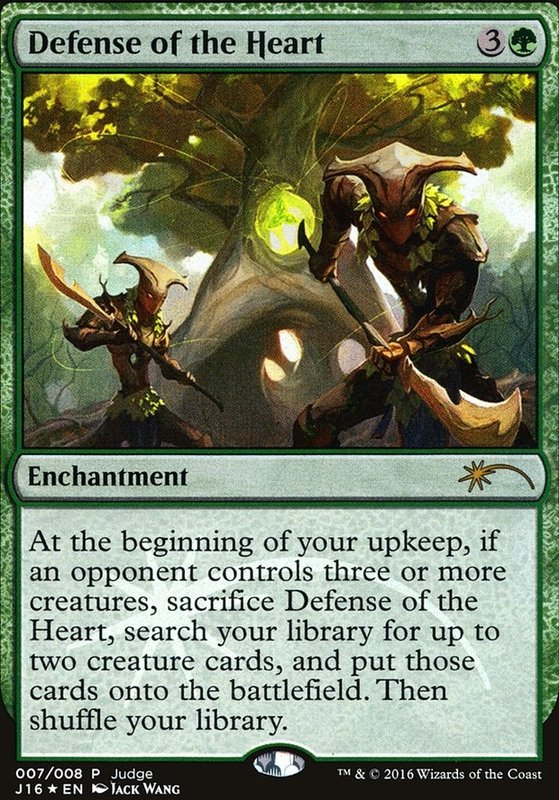 Defense of the Heart 3
Enchantment
At the beginning of your upkeep, if
an opponent controls three or more
creatures, sacrifice Defense of the
Heart, search your library for up to
two creature cards, and put those
cards onto the battlefield. Then
shuffle your library.
007/008 P Judge
J16★EN Jack Wang
™ & © 2016 Wizards of the Coast